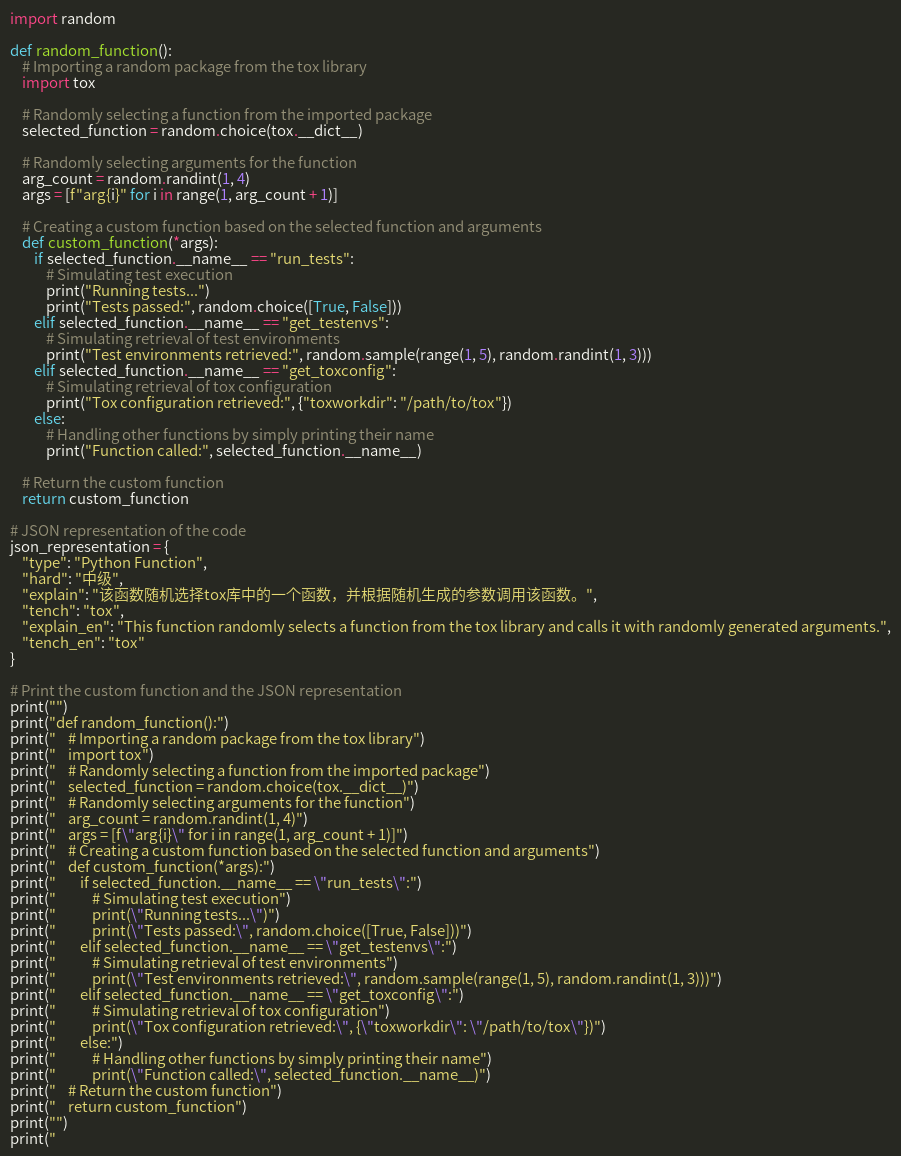 import random

def random_function():
    # Importing a random package from the tox library
    import tox

    # Randomly selecting a function from the imported package
    selected_function = random.choice(tox.__dict__)

    # Randomly selecting arguments for the function
    arg_count = random.randint(1, 4)
    args = [f"arg{i}" for i in range(1, arg_count + 1)]

    # Creating a custom function based on the selected function and arguments
    def custom_function(*args):
        if selected_function.__name__ == "run_tests":
            # Simulating test execution
            print("Running tests...")
            print("Tests passed:", random.choice([True, False]))
        elif selected_function.__name__ == "get_testenvs":
            # Simulating retrieval of test environments
            print("Test environments retrieved:", random.sample(range(1, 5), random.randint(1, 3)))
        elif selected_function.__name__ == "get_toxconfig":
            # Simulating retrieval of tox configuration
            print("Tox configuration retrieved:", {"toxworkdir": "/path/to/tox"})
        else:
            # Handling other functions by simply printing their name
            print("Function called:", selected_function.__name__)

    # Return the custom function
    return custom_function

# JSON representation of the code
json_representation = {
    "type": "Python Function",
    "hard": "中级",
    "explain": "该函数随机选择tox库中的一个函数，并根据随机生成的参数调用该函数。",
    "tench": "tox",
    "explain_en": "This function randomly selects a function from the tox library and calls it with randomly generated arguments.",
    "tench_en": "tox"
}

# Print the custom function and the JSON representation
print("")
print("def random_function():")
print("    # Importing a random package from the tox library")
print("    import tox")
print("    # Randomly selecting a function from the imported package")
print("    selected_function = random.choice(tox.__dict__)")
print("    # Randomly selecting arguments for the function")
print("    arg_count = random.randint(1, 4)")
print("    args = [f\"arg{i}\" for i in range(1, arg_count + 1)]")
print("    # Creating a custom function based on the selected function and arguments")
print("    def custom_function(*args):")
print("        if selected_function.__name__ == \"run_tests\":")
print("            # Simulating test execution")
print("            print(\"Running tests...\")")
print("            print(\"Tests passed:\", random.choice([True, False]))")
print("        elif selected_function.__name__ == \"get_testenvs\":")
print("            # Simulating retrieval of test environments")
print("            print(\"Test environments retrieved:\", random.sample(range(1, 5), random.randint(1, 3)))")
print("        elif selected_function.__name__ == \"get_toxconfig\":")
print("            # Simulating retrieval of tox configuration")
print("            print(\"Tox configuration retrieved:\", {\"toxworkdir\": \"/path/to/tox\"})")
print("        else:")
print("            # Handling other functions by simply printing their name")
print("            print(\"Function called:\", selected_function.__name__)")
print("    # Return the custom function")
print("    return custom_function")
print("")
print("